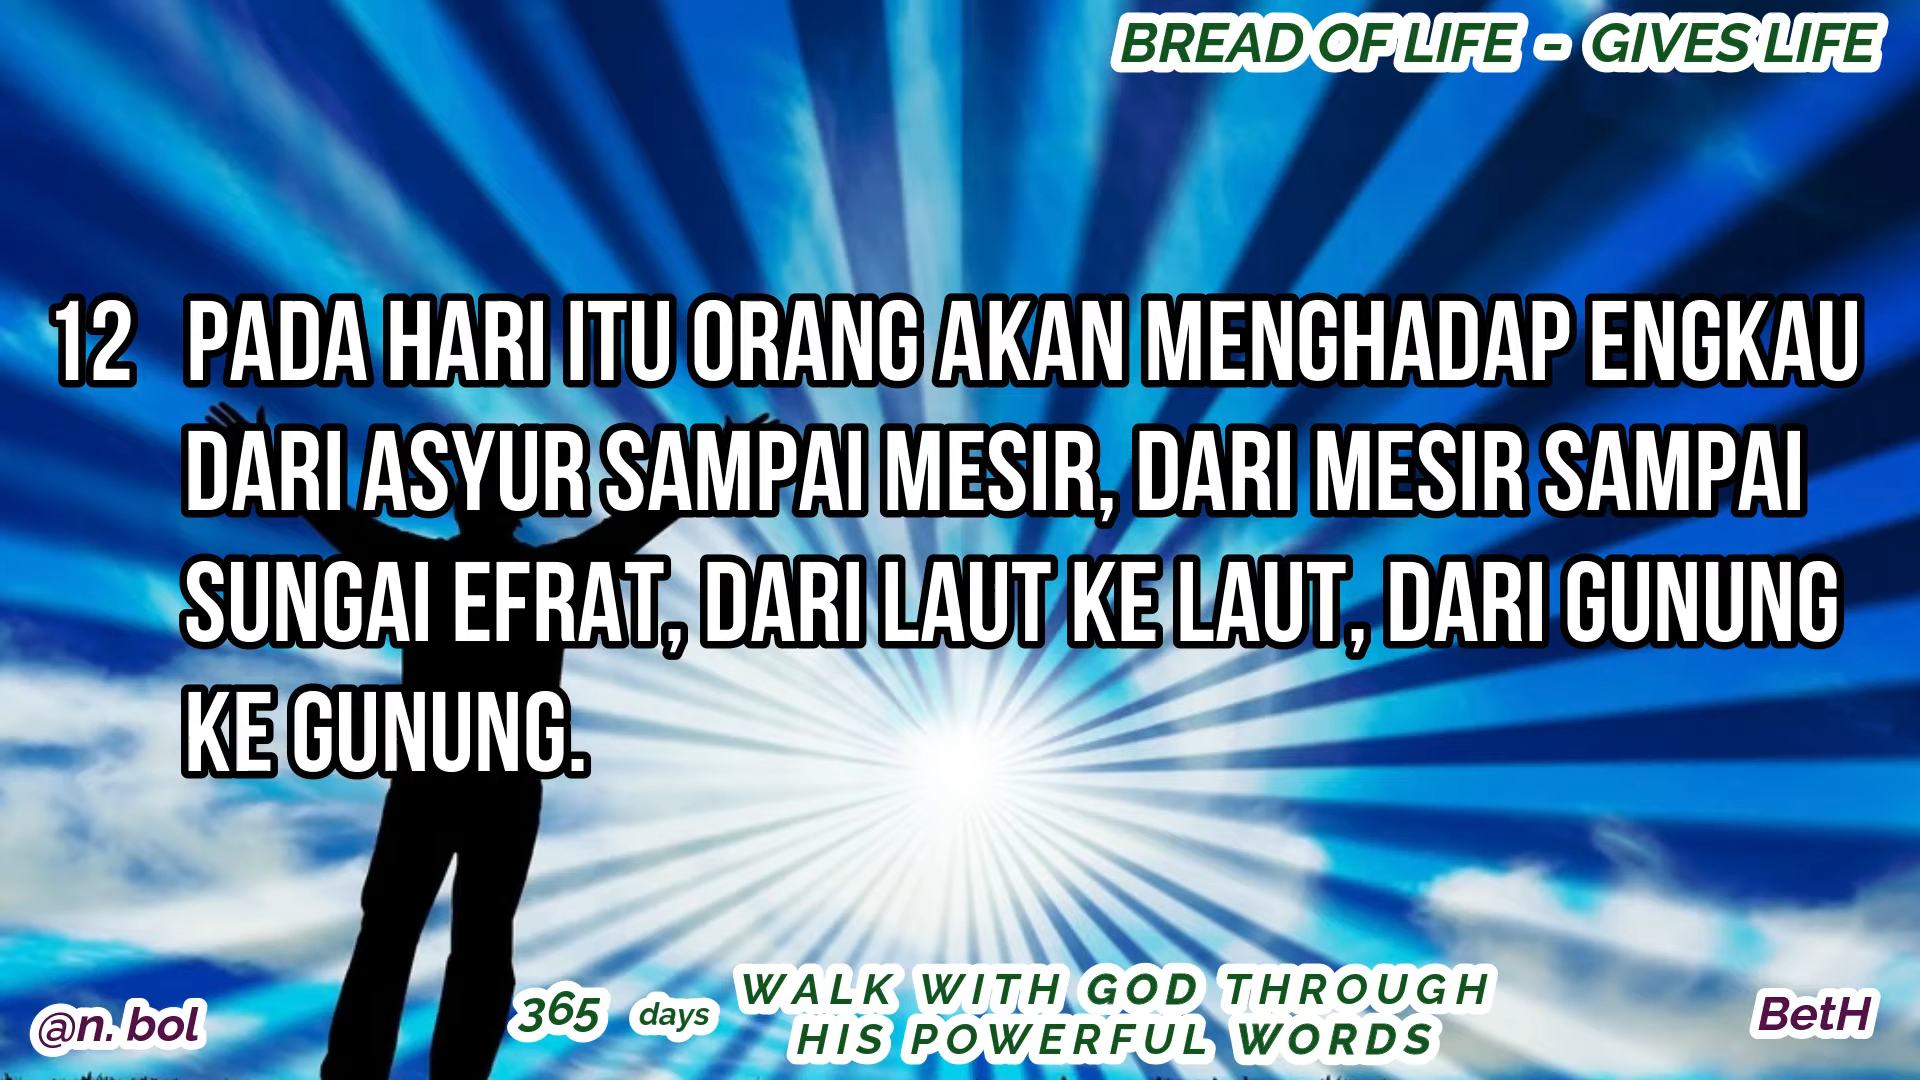 BREAD OF LIFE - GIVES LIFE
12 PADA HARI ITU ORANG AKAN MENGHADAP ENGKAU
DARI ASYUR SAMPAI MESIR, DARI MESIR SAMPAI
SUNGAI EFRAT, DARI LAUT KE LAUT, DARI GUNUNG
KE GUNUNG.
@n. bol
365 days
WALK WITH GOD THROUGH
HIS POWERFUL WORDS
BetH